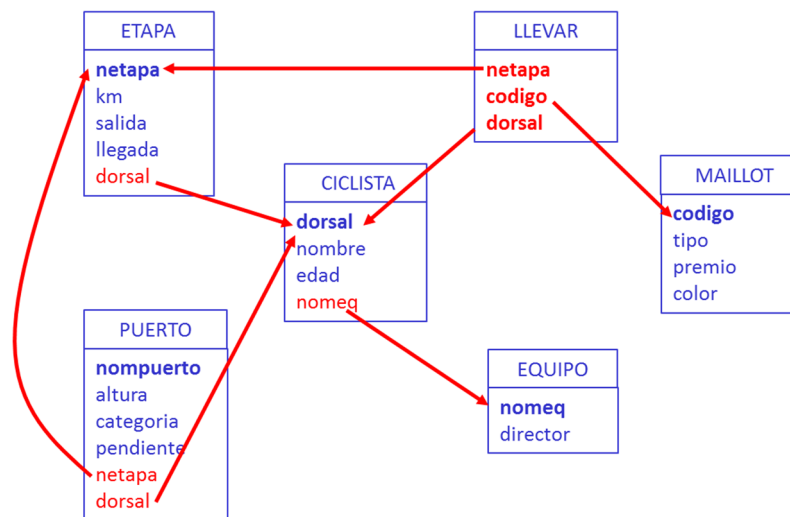 ETAPA
netapa
km
salida
llegada
dorsal
LLEVAR
netapa
codigo
dorsal
CICLISTA
dorsal
nombre
edad
nomeq
MAILLOT
codigo
tipo
premio
color
PUERTO
nompuerto
altura
categoria
pendiente
netapa
dorsal
EQUIPO
nomeq
director